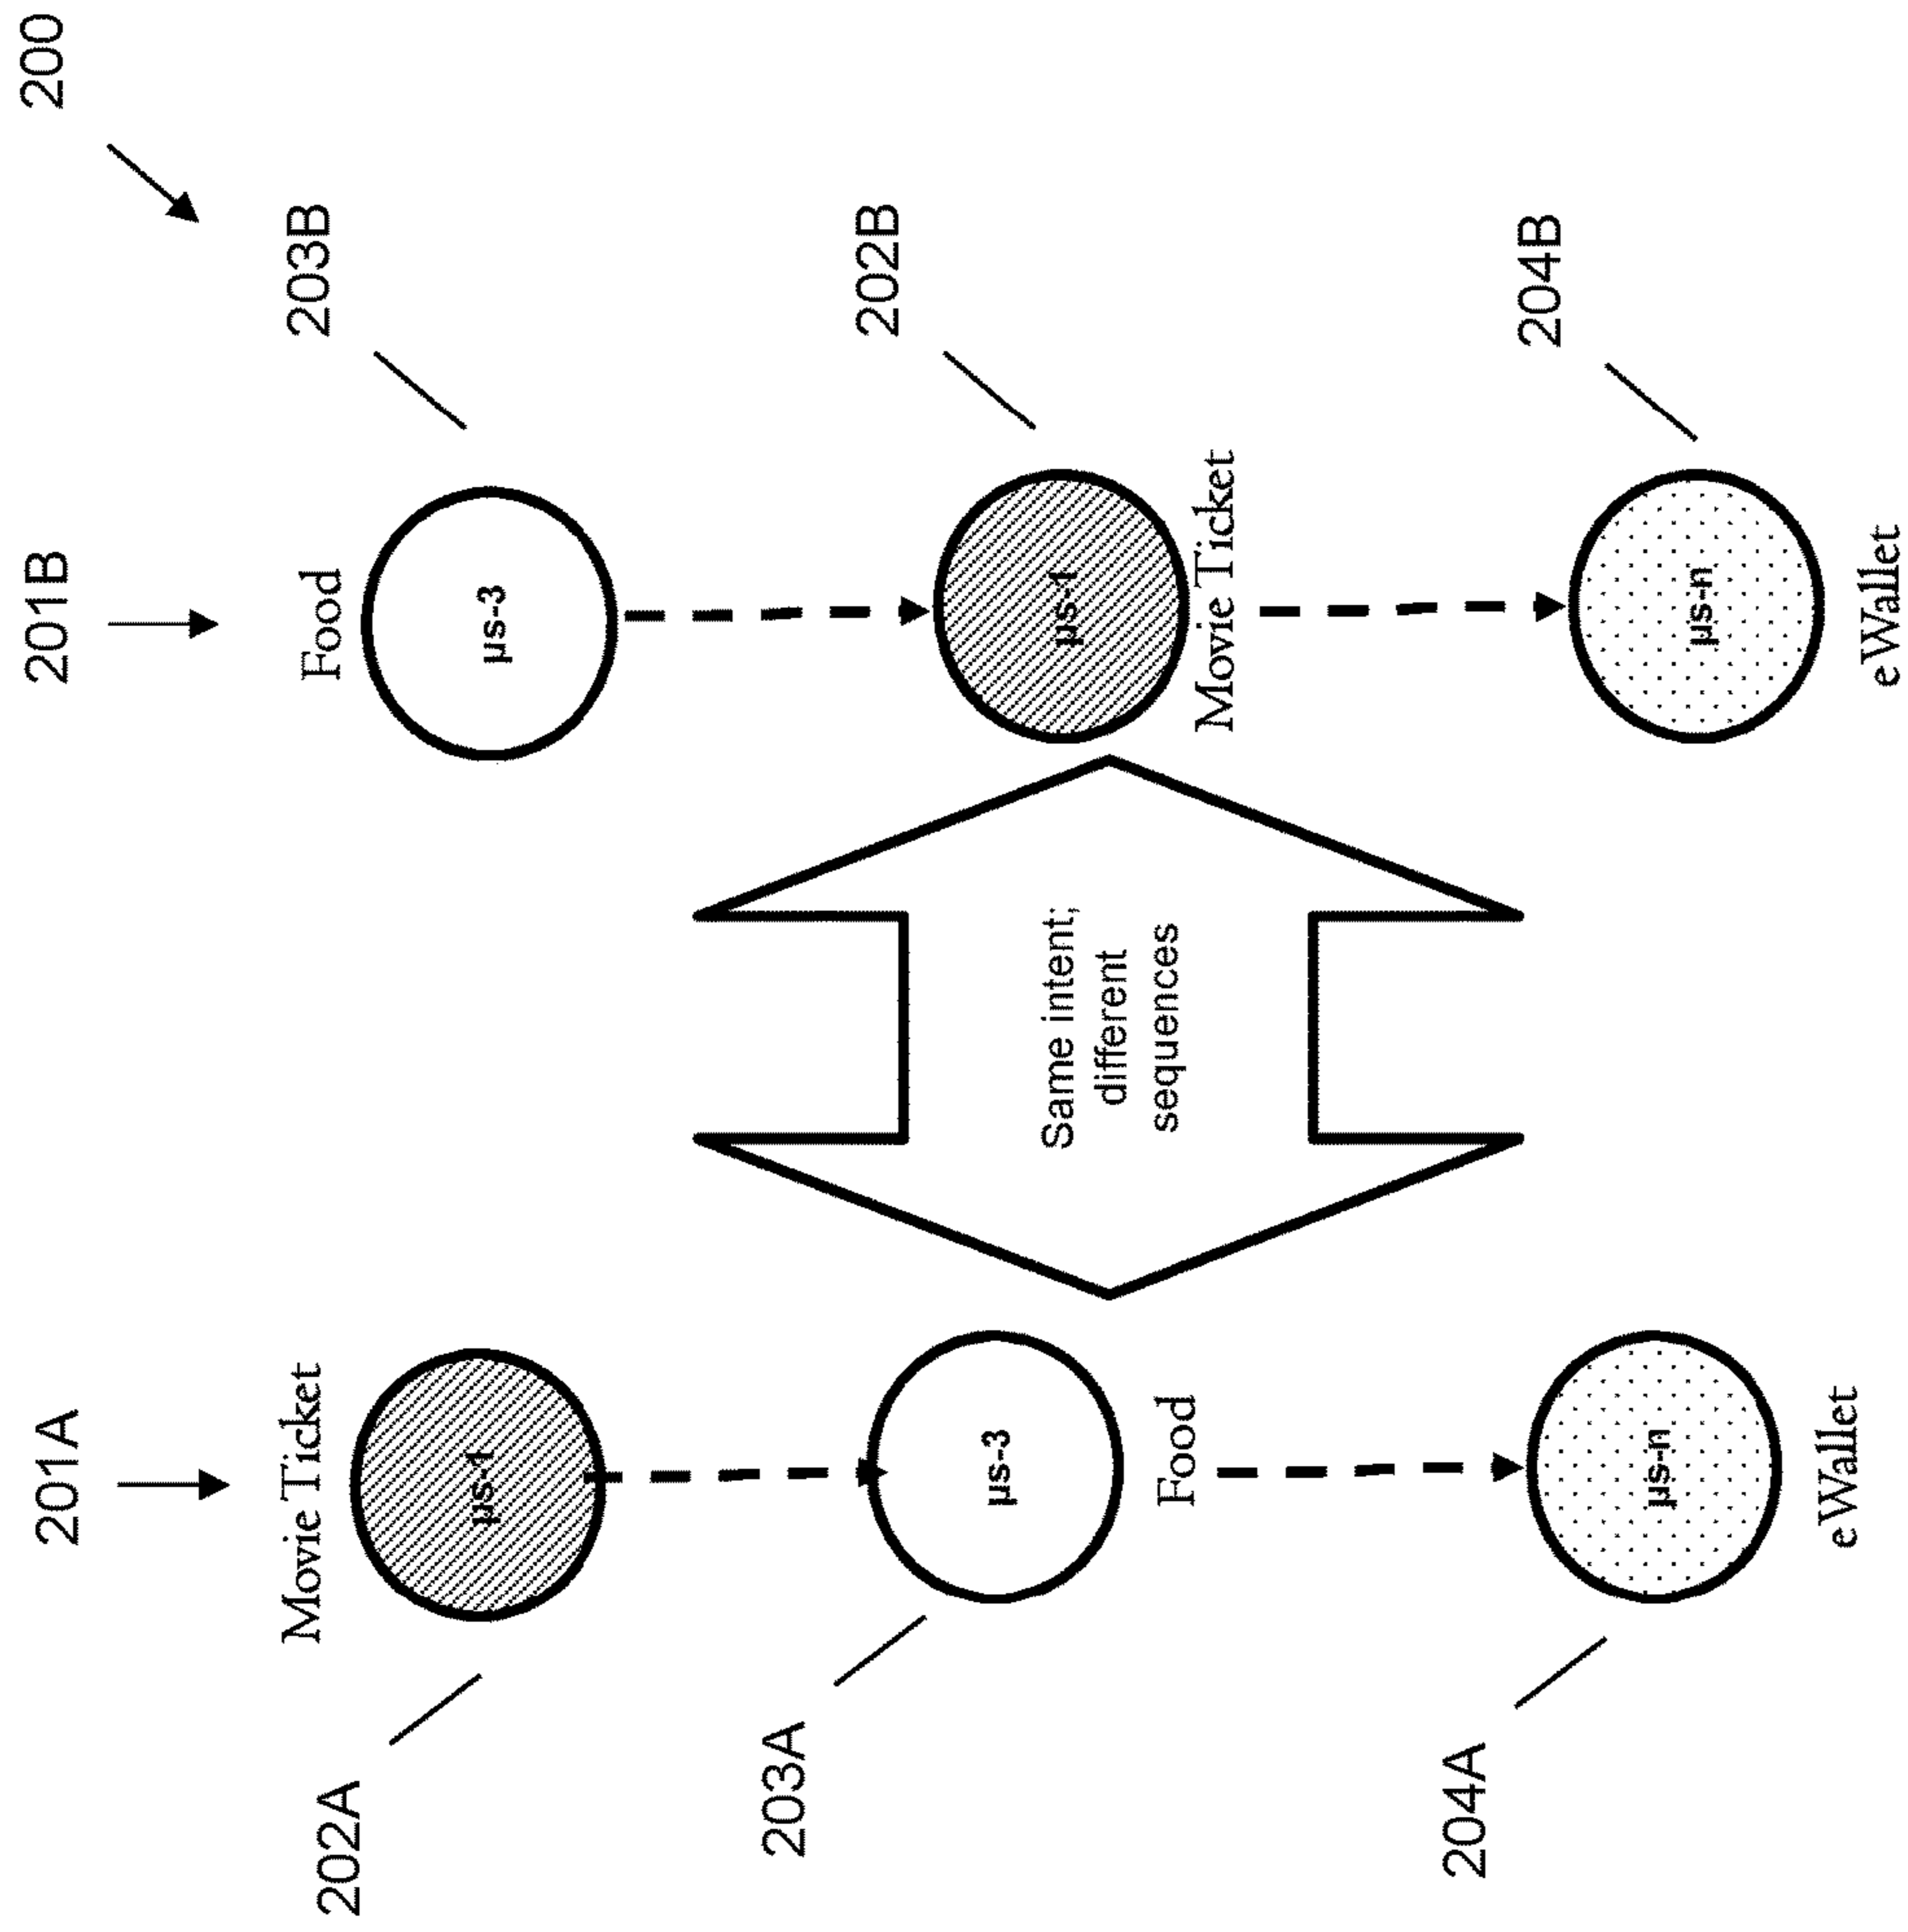 200
201A
201B
Movie Ticket
Food
203B
202A
µs-1
µs-3
203A
202B
µs-3
µs-1
Same intent;
different
sequences
Food
Movie Ticket
204A
204B
µs-n
µs-n
eWallet
eWallet